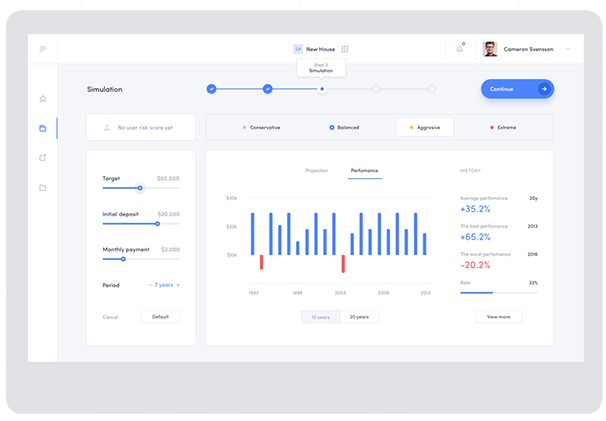 CA New House
Cameron Svensson
Step 3
Simulation
Simulation
Continue
No user risk score yet
Conservative
Balanced
Aggresive
Extreme
Target $50,000
Initial deposit $20,000
Monthly payment $2,000
Period - 7 years +
Cancel
Default
Projection
Perfomance
$30k
$20k
$10k
1993
1998
2003
2008
2013
10 years
20 years
HISTORY
Average perfomance 20y
+35.2%
The best perfomance 2013
+65.2%
The worst perfomance 2016
-20.2%
Rate 33%
View more